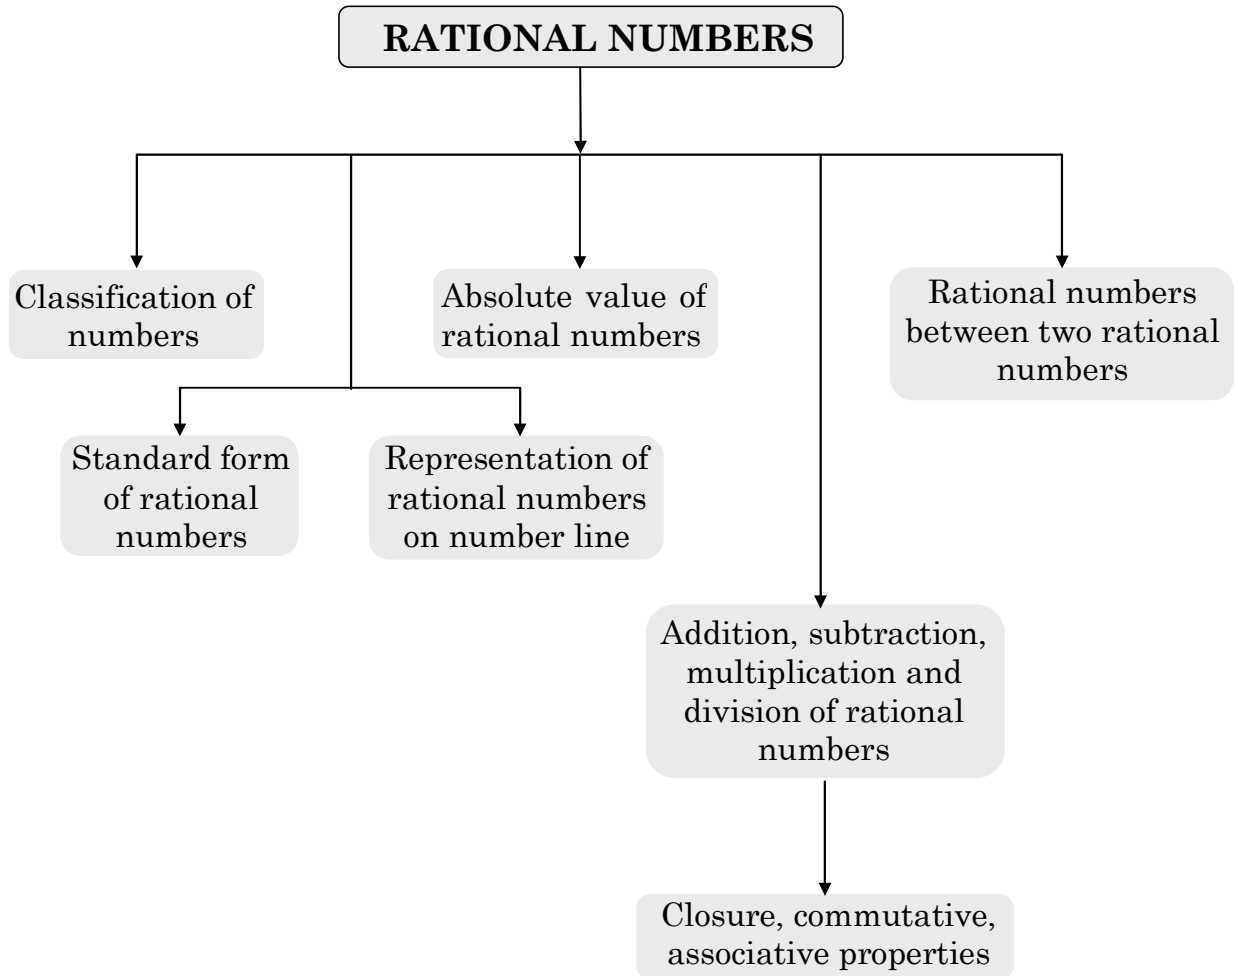 RATIONAL NUMBERS
Classification of
numbers
Absolute value of
rational numbers
Rational numbers
between two rational
numbers
Standard form
of rational
numbers
Representation of
rational numbers
on number line
Addition, subtraction,
multiplication and
division of rational
numbers
Closure, commutative,
associative properties